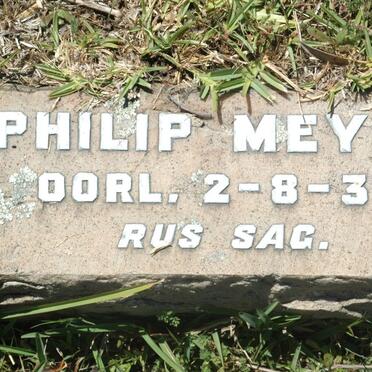 PHILIP MEY
OORL. 2-8-3
RUS SAG.